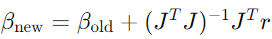 β_new = β_old + (J^T J)^{-1} J^T r